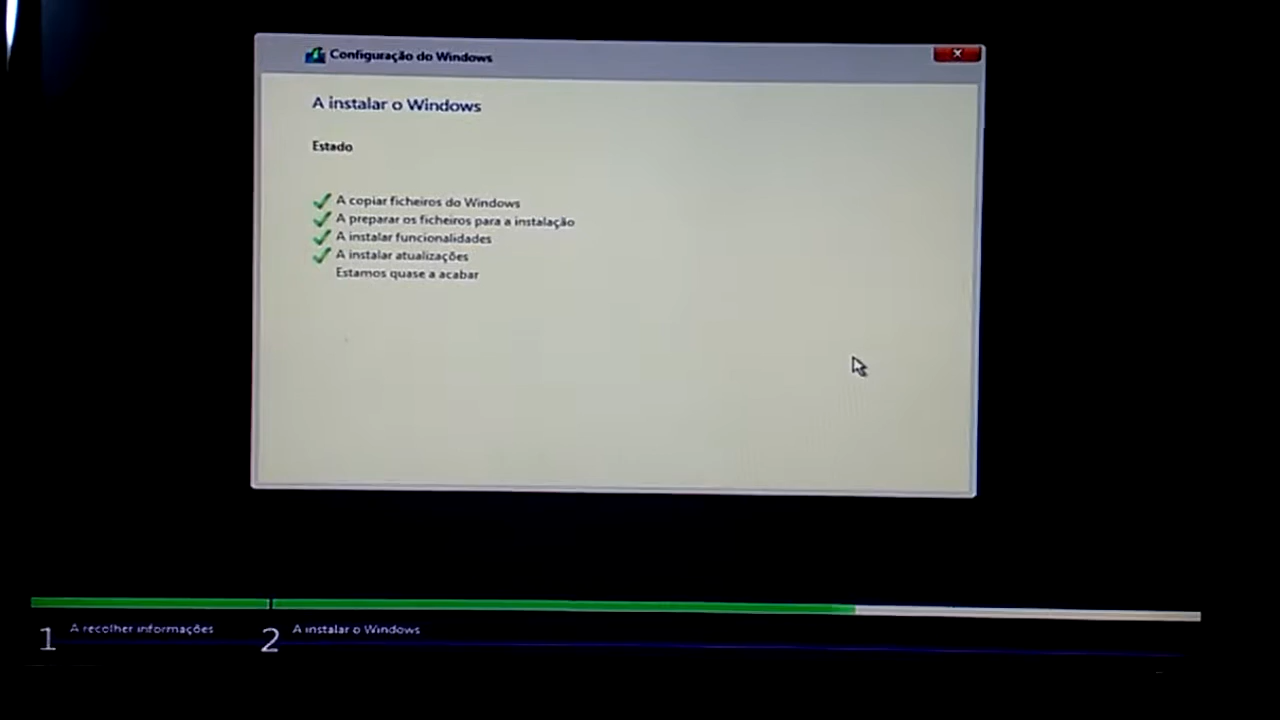 Configuração do Windows
A instalar o Windows
Estado
A copiar ficheiros do Windows
A preparar os ficheiros para a instalação
A instalar funcionalidades
A instalar atualizações
Estamos quase a acabar
1 A recolher informações 2 A instalar o Windows